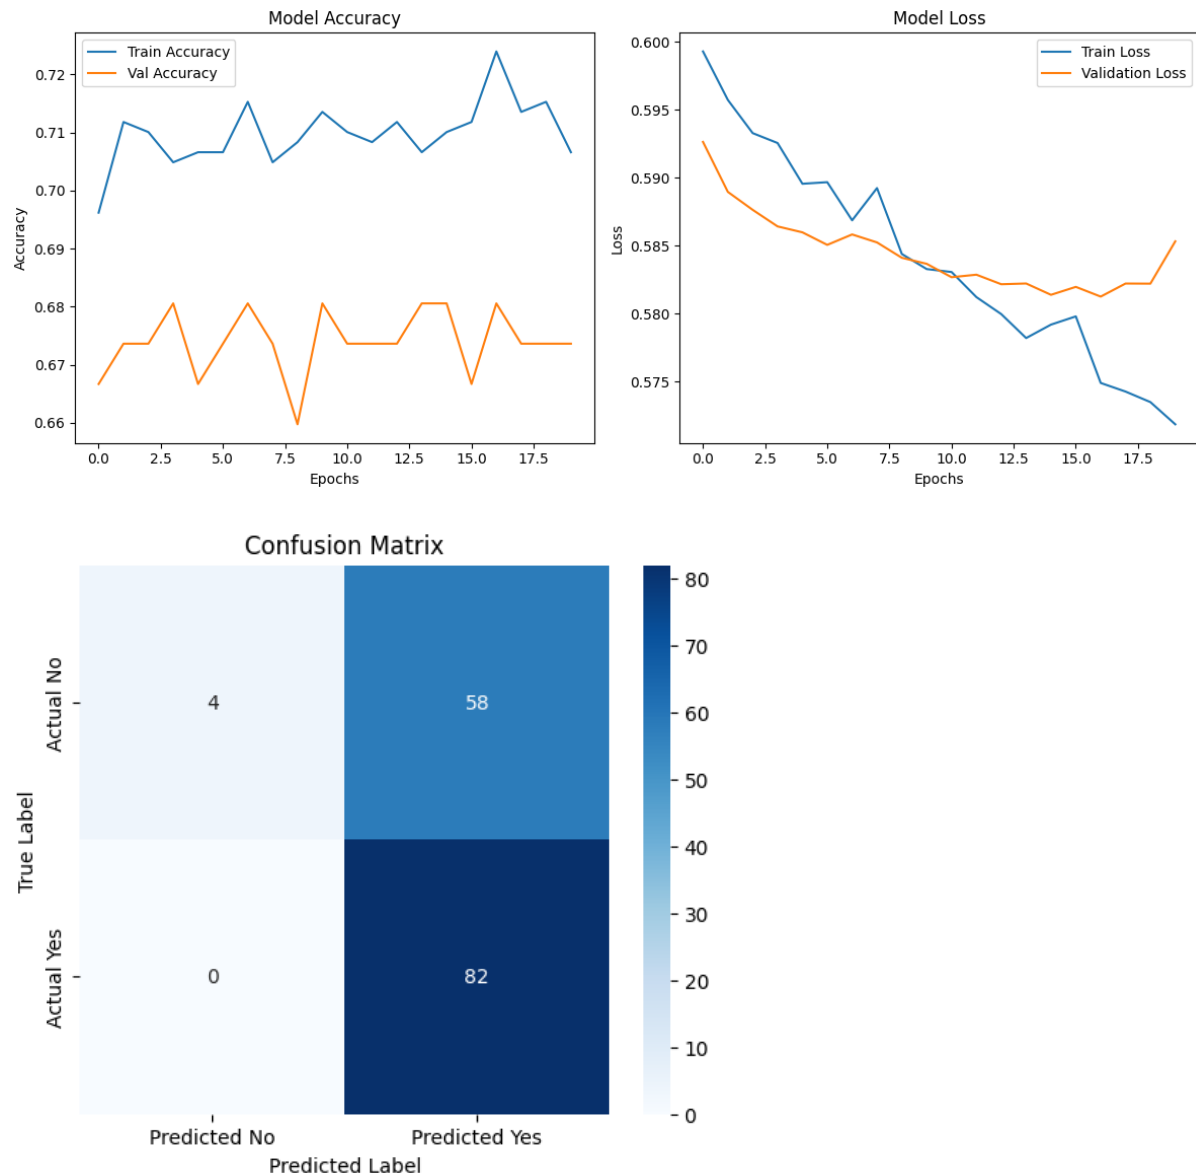 Model Accuracy
Train Accuracy
Val Accuracy
0.72
0.71
0.70
0.69
0.68
0.67
0.66
Accuracy
0.0 2.5 5.0 7.5 10.0 12.5 15.0 17.5
Epochs
Model Loss
Train Loss
Validation Loss
0.600
0.595
0.590
0.585
0.580
0.575
Loss
0.0 2.5 5.0 7.5 10.0 12.5 15.0 17.5
Epochs
Confusion Matrix
True Label
Actual No
4 58
Actual Yes
0 82
Predicted No Predicted Yes
Predicted Label
80
70
60
50
40
30
20
10
0